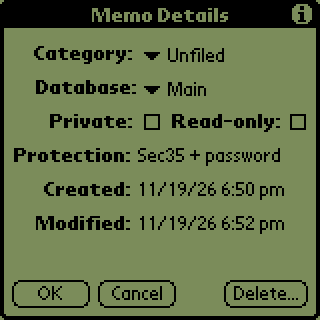 Memo Details
Category: Unfiled
Database: Main
Private: Read-only:
Protection: Sec35 + password
Created: 11/19/26 6:50 pm
Modified: 11/19/26 6:52 pm
OK Cancel Delete...